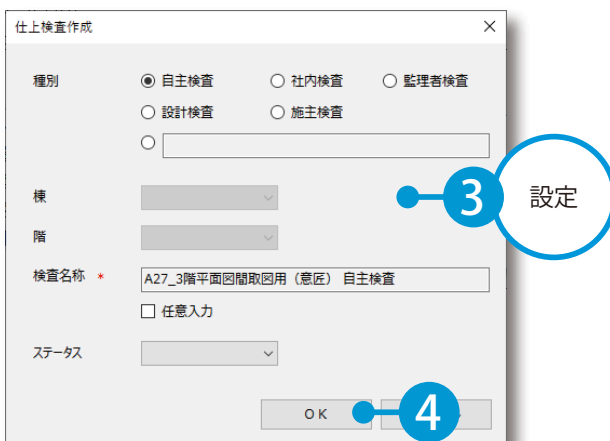 仕上検査作成
種別 自主検査 社内検査 監理者検査
設計検査 施主検査
棟 3 設定
階
検査名称 * A27_3階平面図間取図用（意匠） 自主検査
任意入力
ステータス
OK 4